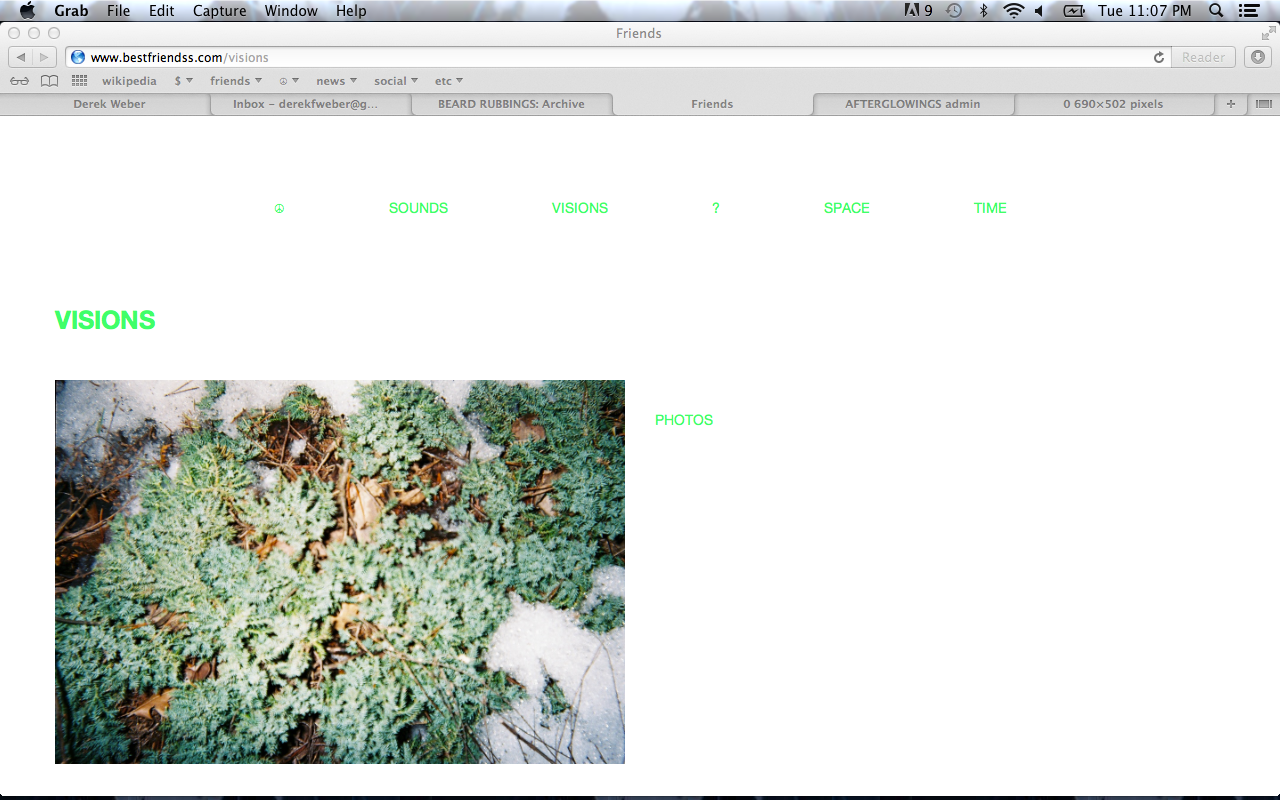 Grab File Edit Capture Window Help 9 Tue 11:07 PM
Friends
www.bestfriendss.com/visions Reader
wikipedia $ friends ☮ news social etc
Derek Weber Inbox – derekfweber@g... BEARD RUBBINGS: Archive Friends AFTERGLOWINGS admin 0 690×502 pixels +
☮ SOUNDS VISIONS ? SPACE TIME
VISIONS
PHOTOS